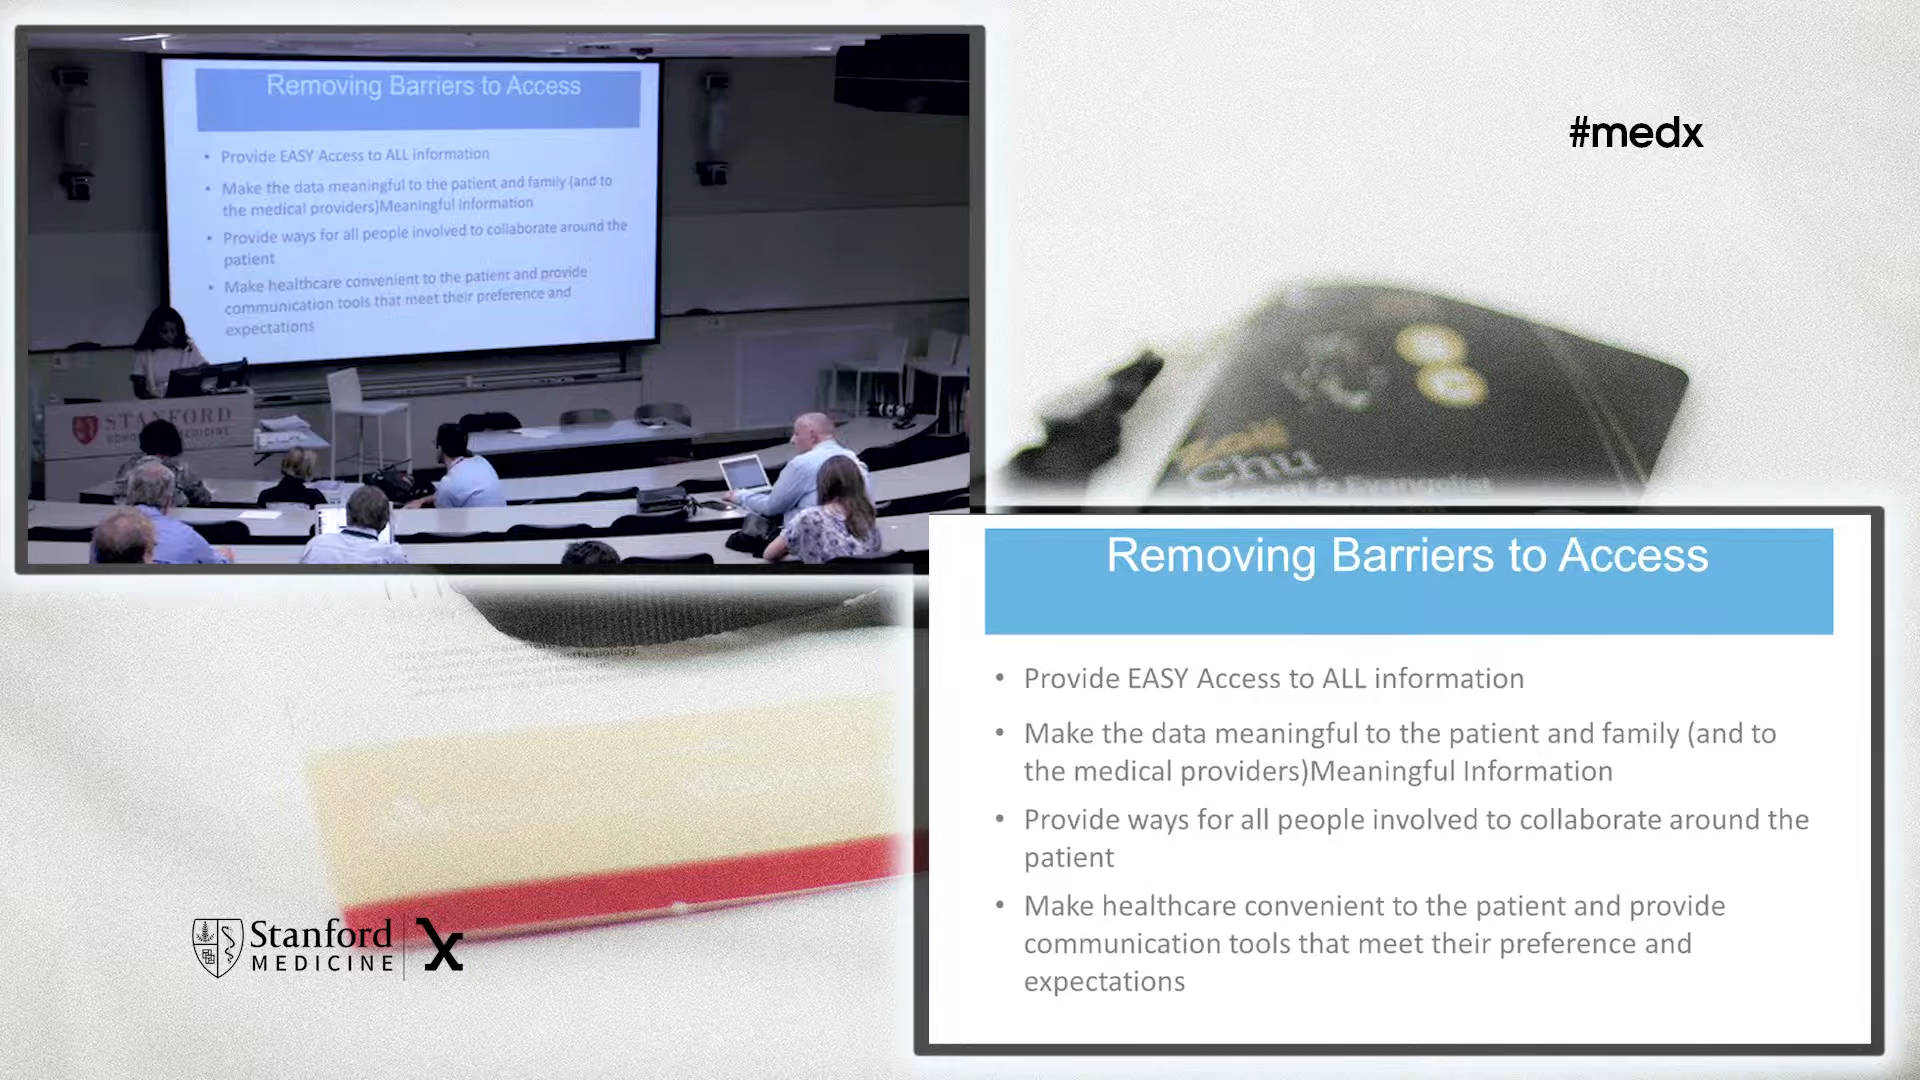 Removing Barriers to Access
• Provide EASY Access to ALL information
• Make the data meaningful to the patient and family (and to
the medical providers)Meaningful Information
• Provide ways for all people involved to collaborate around the
patient
• Make healthcare convenient to the patient and provide
communication tools that meet their preference and
expectations
STANFORD
#medx
Chu
Removing Barriers to Access
• Provide EASY Access to ALL information
• Make the data meaningful to the patient and family (and to
the medical providers)Meaningful Information
• Provide ways for all people involved to collaborate around the
patient
• Make healthcare convenient to the patient and provide
communication tools that meet their preference and
expectations
Stanford
MEDICINE
X